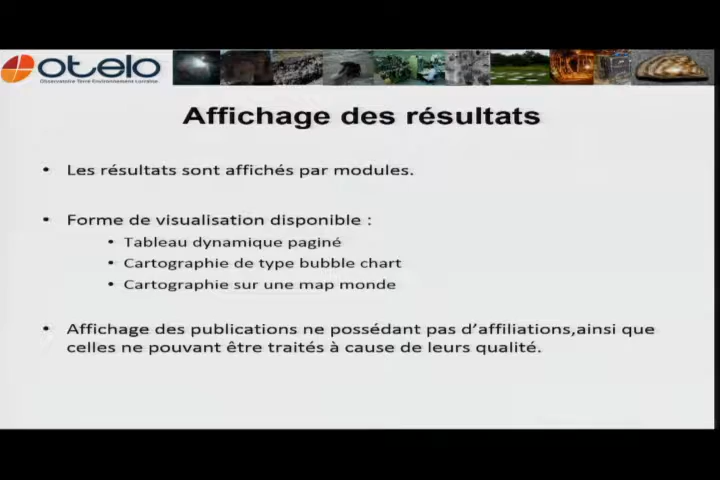 otelo
Observatoire Terre Environnement Lorraine
Affichage des résultats
• Les résultats sont affichés par modules.
• Forme de visualisation disponible :
• Tableau dynamique paginé
• Cartographie de type bubble chart
• Cartographie sur une map monde
• Affichage des publications ne possédant pas d'affiliations,ainsi que
celles ne pouvant être traités à cause de leurs qualité.